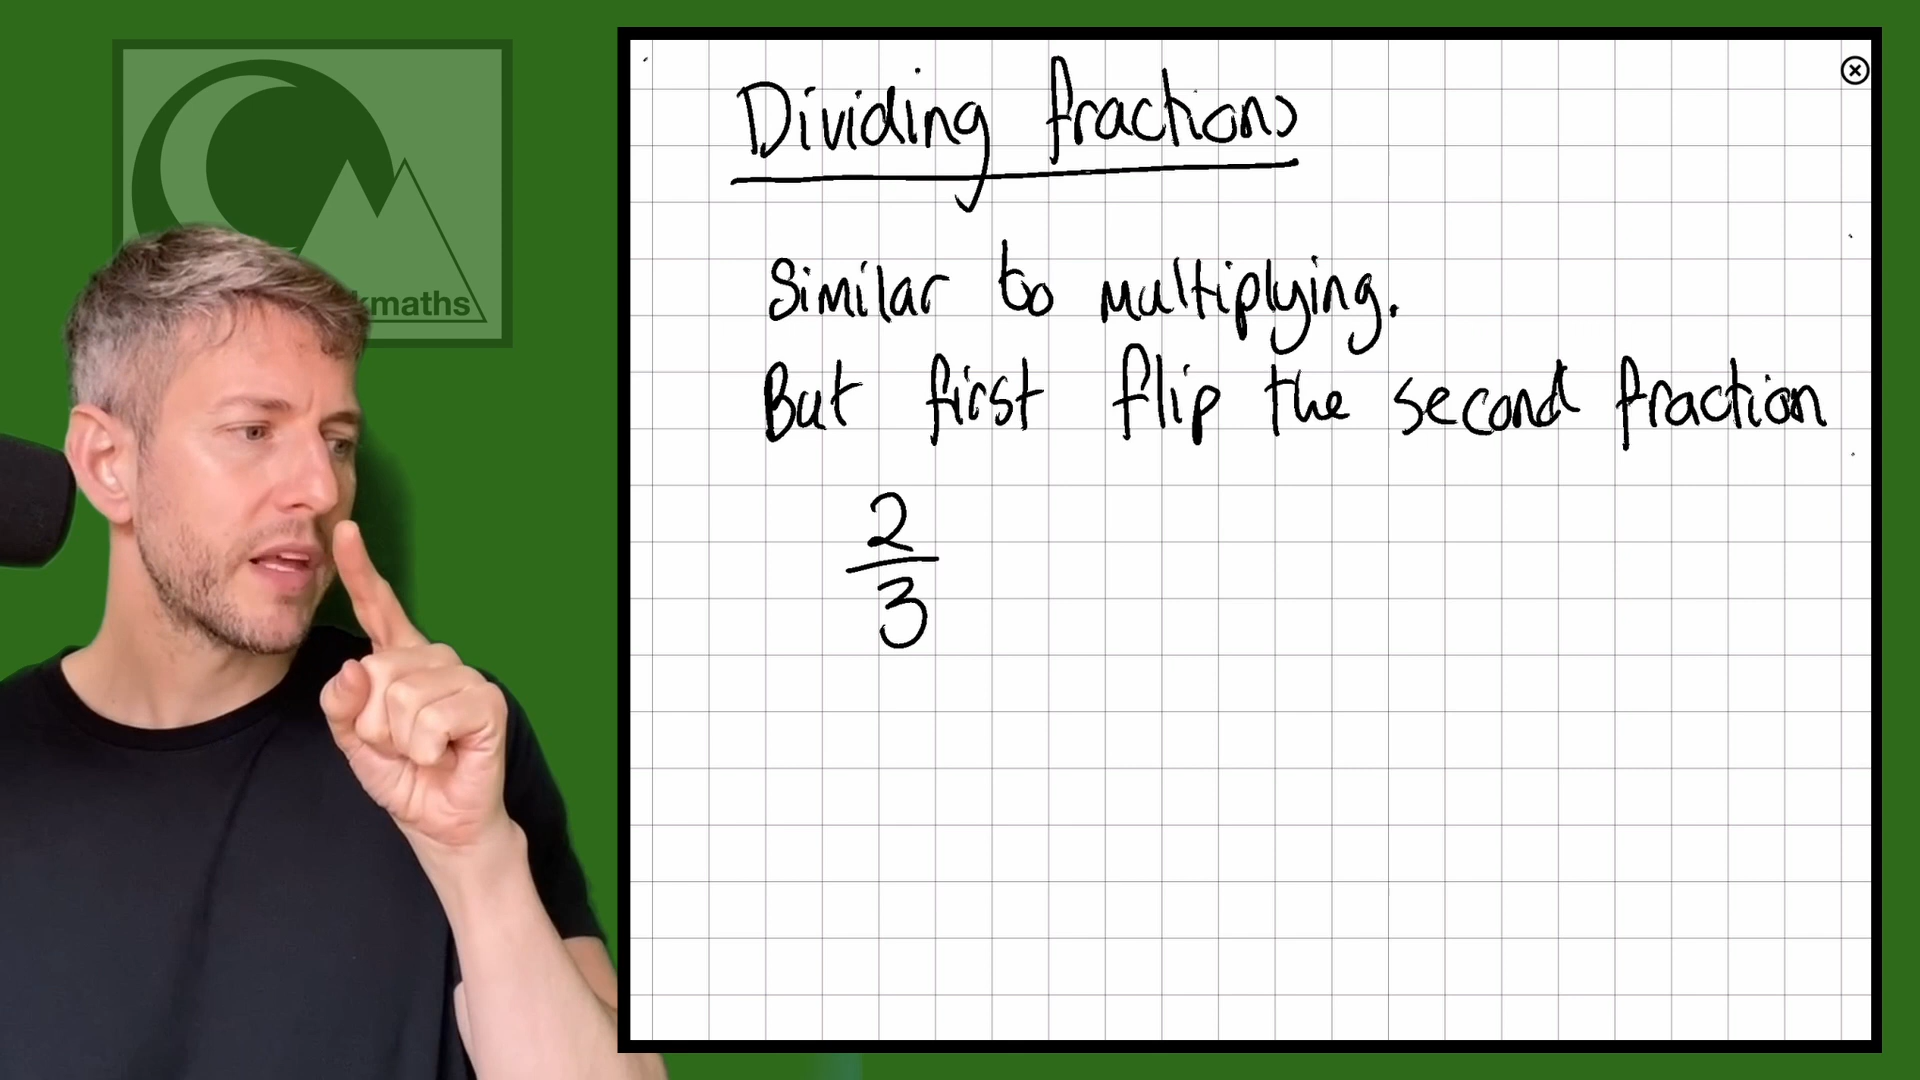 Dividing fractions
Similar to multiplying.
But first flip the second fraction
2
3
kmaths